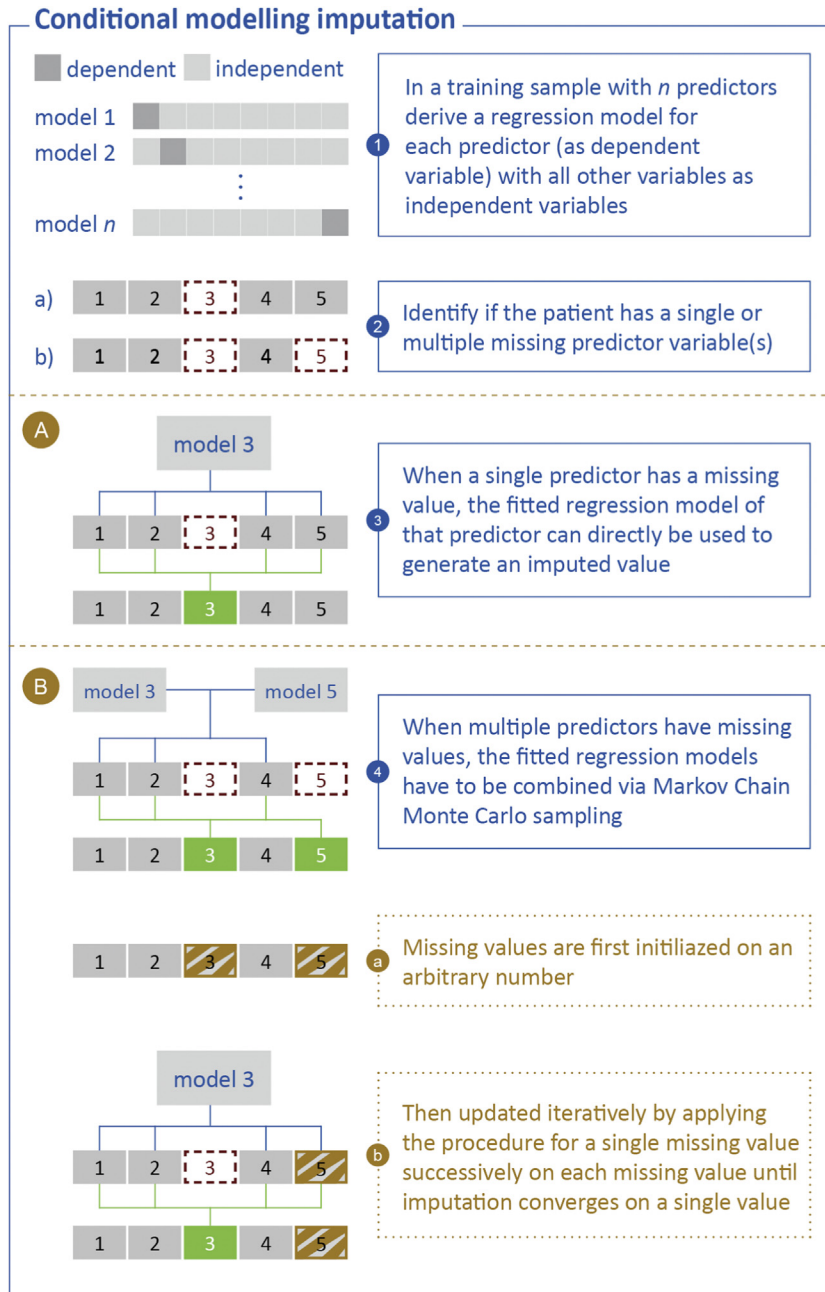 Conditional modelling imputation
dependent independent
model 1
model 2
model n
1
In a training sample with n predictors
derive a regression model for
each predictor (as dependent
variable) with all other variables as
independent variables
a) 1 2 3 4 5
b) 1 2 3 4 5
2
Identify if the patient has a single or
multiple missing predictor variable(s)
A
model 3
1 2 3 4 5
1 2 3 4 5
3
When a single predictor has a missing
value, the fitted regression model of
that predictor can directly be used to
generate an imputed value
B
model 3 model 5
1 2 3 4 5
1 2 3 4 5
4
When multiple predictors have missing
values, the fitted regression models
have to be combined via Markov Chain
Monte Carlo sampling
1 2 3 4 5
a
Missing values are first initiliazed on an
arbitrary number
model 3
1 2 3 4 5
1 2 3 4 5
b
Then updated iteratively by applying
the procedure for a single missing value
successively on each missing value until
imputation converges on a single value